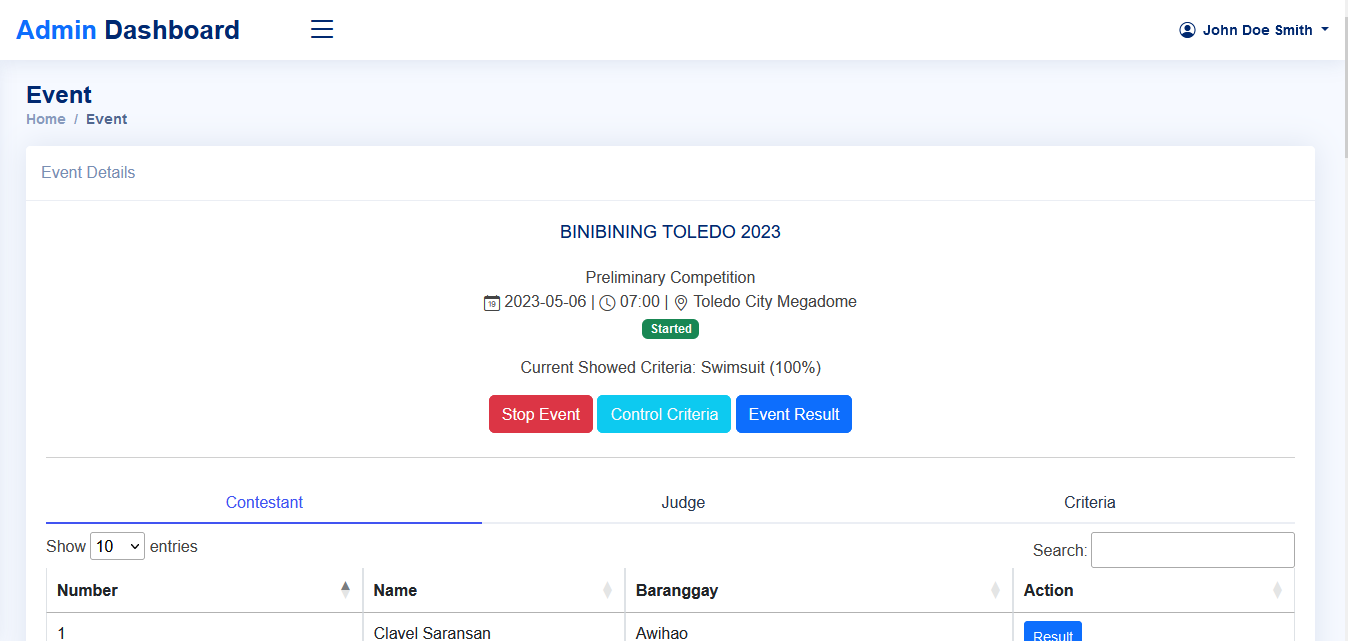 Admin Dashboard
John Doe Smith
Event
Home / Event
Event Details
BINIBINING TOLEDO 2023
Preliminary Competition
2023-05-06 | 07:00 | Toledo City Megadome
Started
Current Showed Criteria: Swimsuit (100%)
Stop Event Control Criteria Event Result
Contestant Judge Criteria
Show 10 entries Search:
Number Name Baranggay Action
1 Clavel Saransan Awihao Result